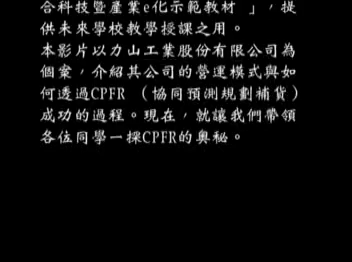 合科技暨產業e化示範教材 」，提
供未來學校教學授課之用。
本影片以力山工業股份有限公司為
個案，介紹其公司的營運模式與如
何透過CPFR （協同預測規劃補貨）
成功的過程。現在，就讓我們帶領
各位同學一探CPFR的奧秘。